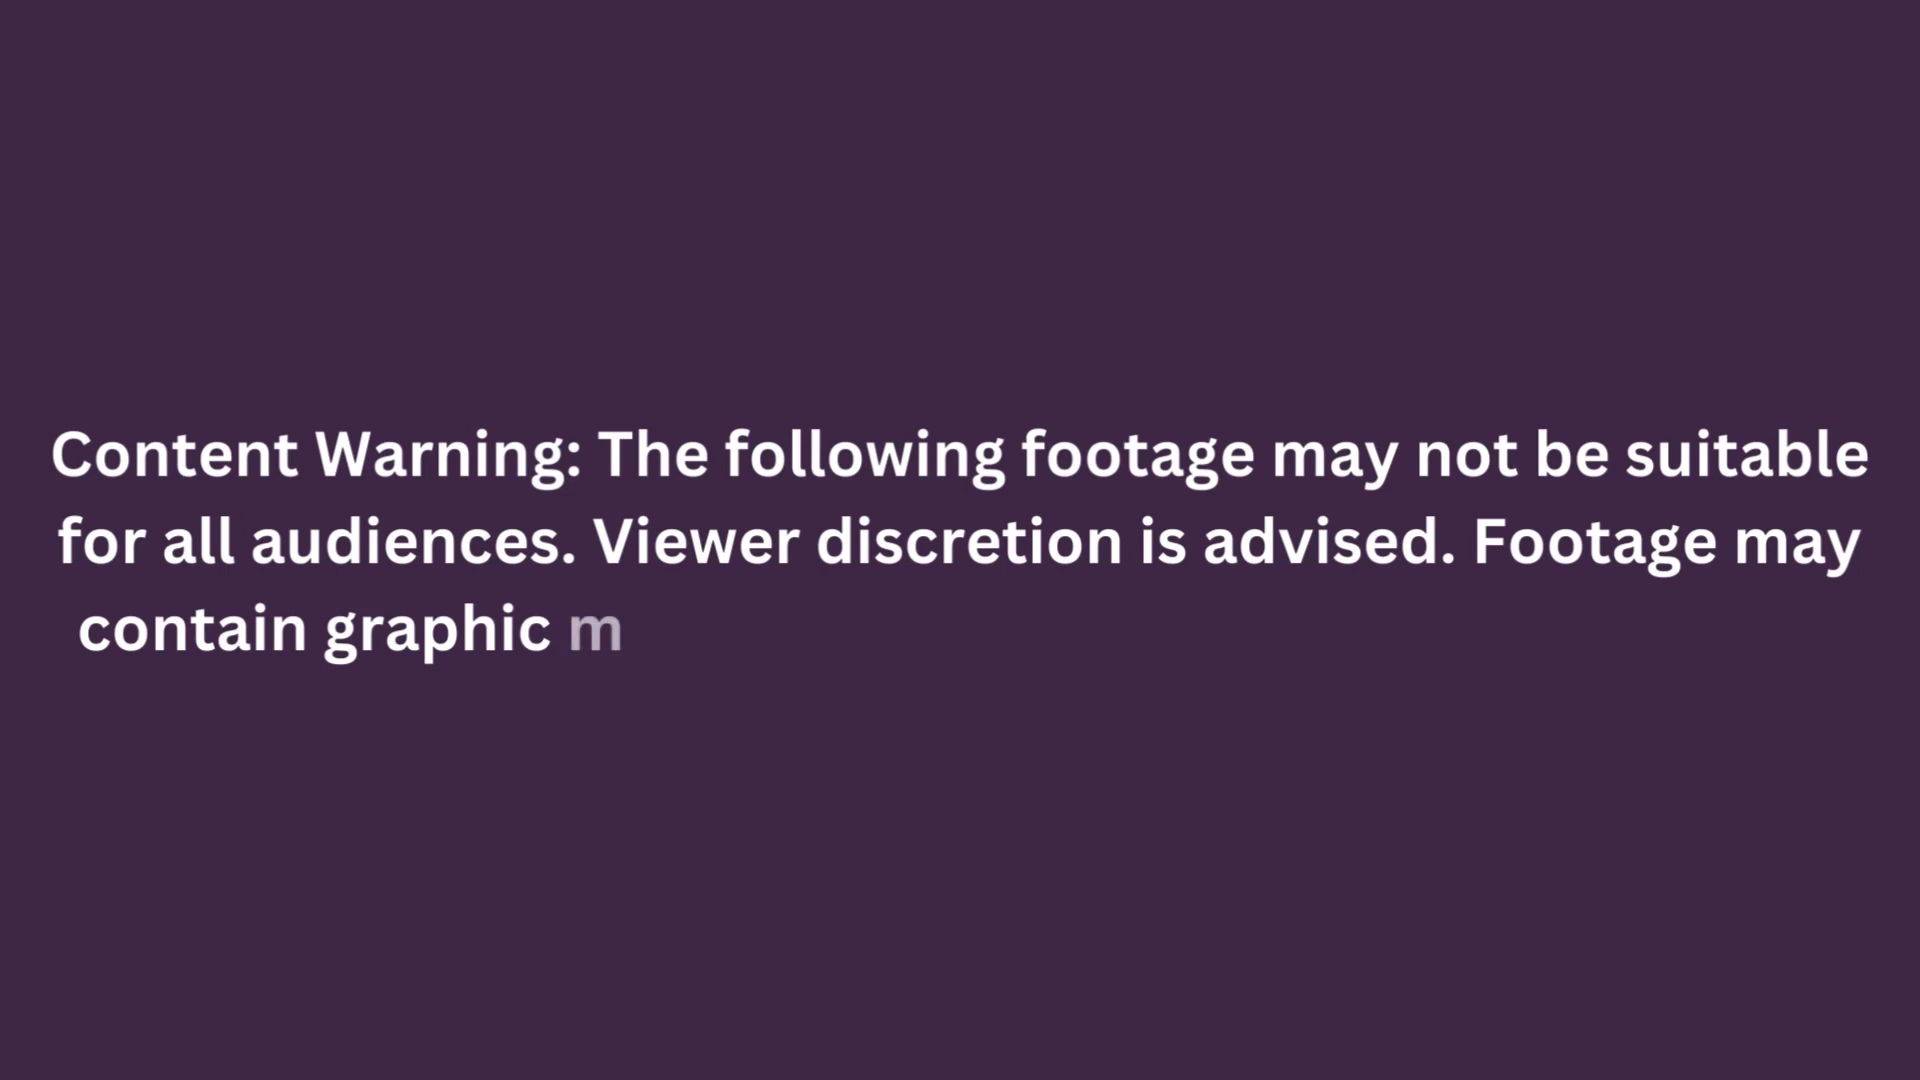 Content Warning: The following footage may not be suitable
for all audiences. Viewer discretion is advised. Footage may
contain graphic m